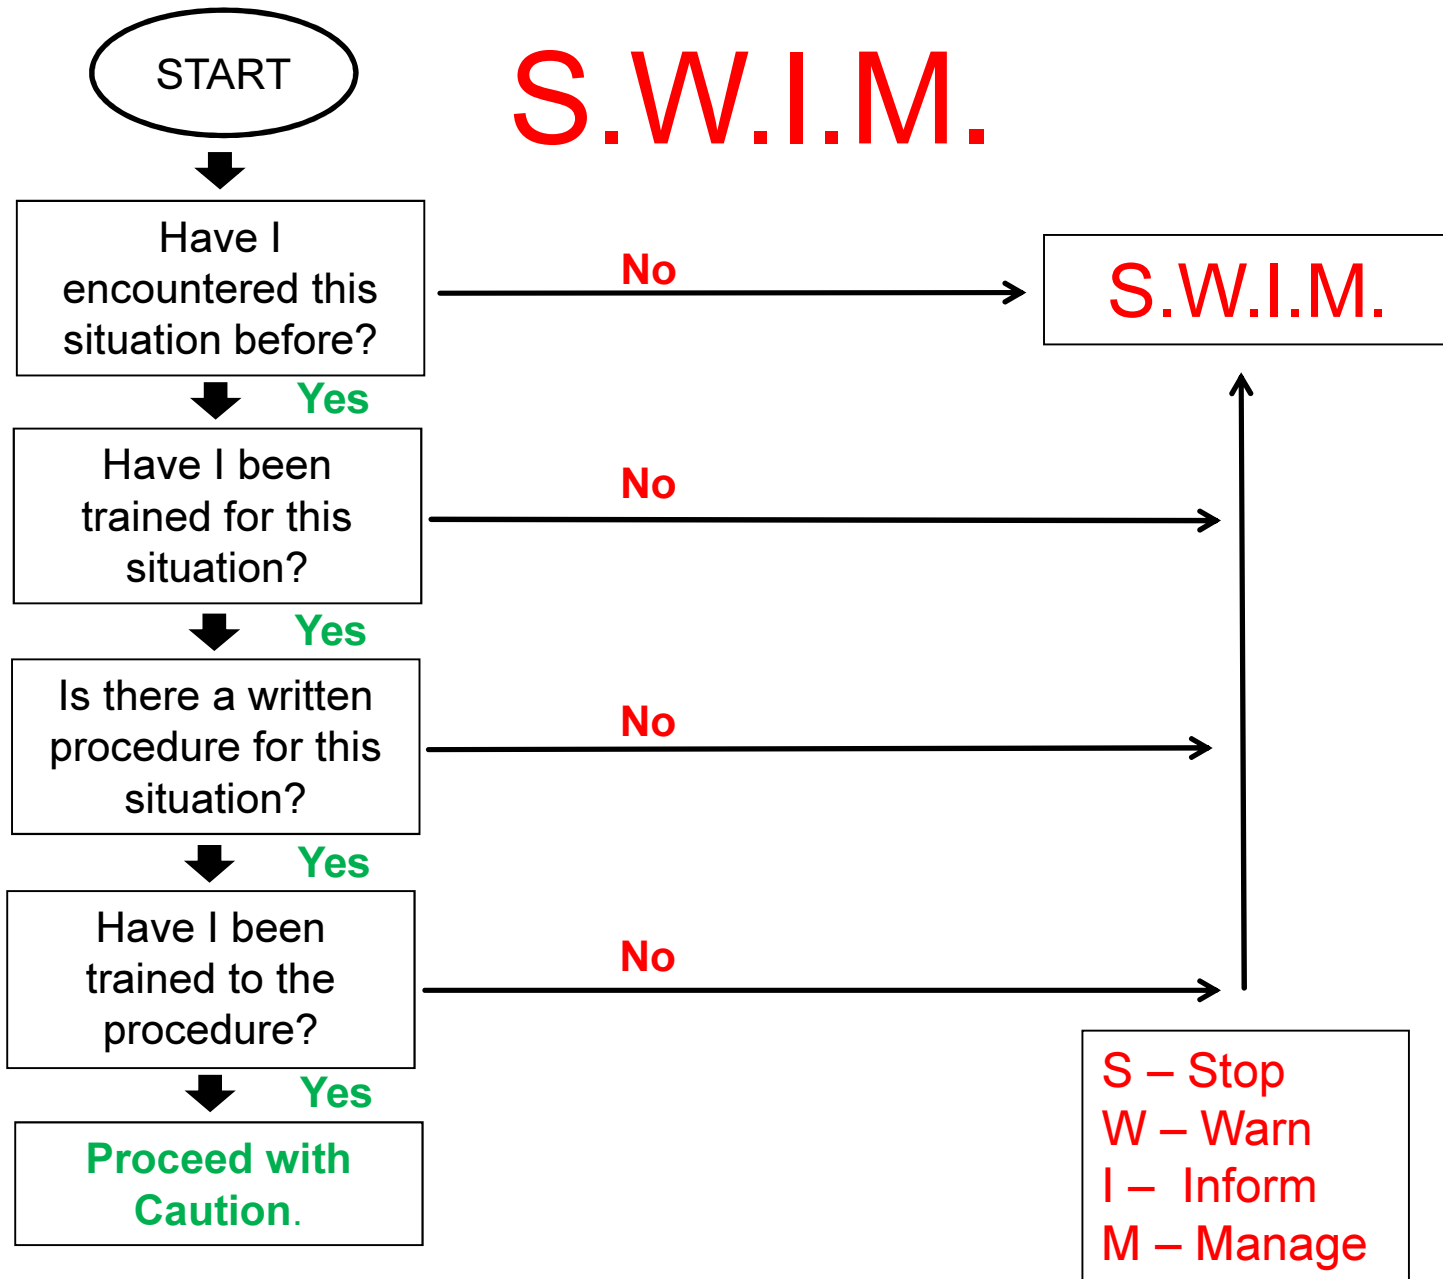 START
S.W.I.M.
Have I
encountered this
situation before?
No
S.W.I.M.
Yes
Have I been
trained for this
situation?
No
Yes
Is there a written
procedure for this
situation?
No
Yes
Have I been
trained to the
procedure?
No
Yes
Proceed with
Caution.
S – Stop
W – Warn
I – Inform
M – Manage